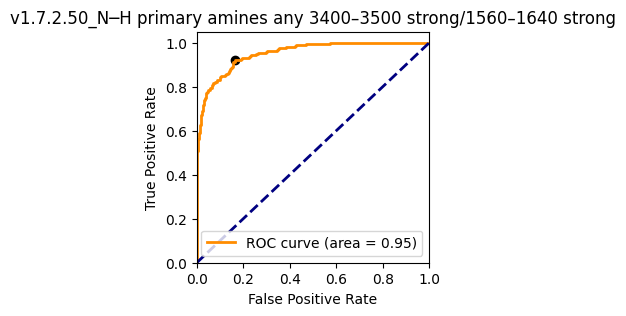 v1.7.2.50_N─H primary amines any 3400–3500 strong/1560–1640 strong
1.0
0.8
0.6
0.4
0.2
0.0
True Positive Rate
ROC curve (area = 0.95)
0.0 0.2 0.4 0.6 0.8 1.0
False Positive Rate